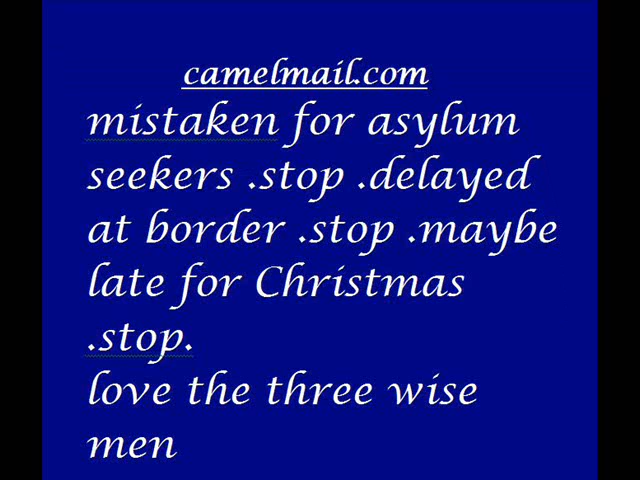 camelmail.com
mistaken for asylum
seekers .stop .delayed
at border .stop .maybe
late for Christmas
.stop.
love the three wise
men